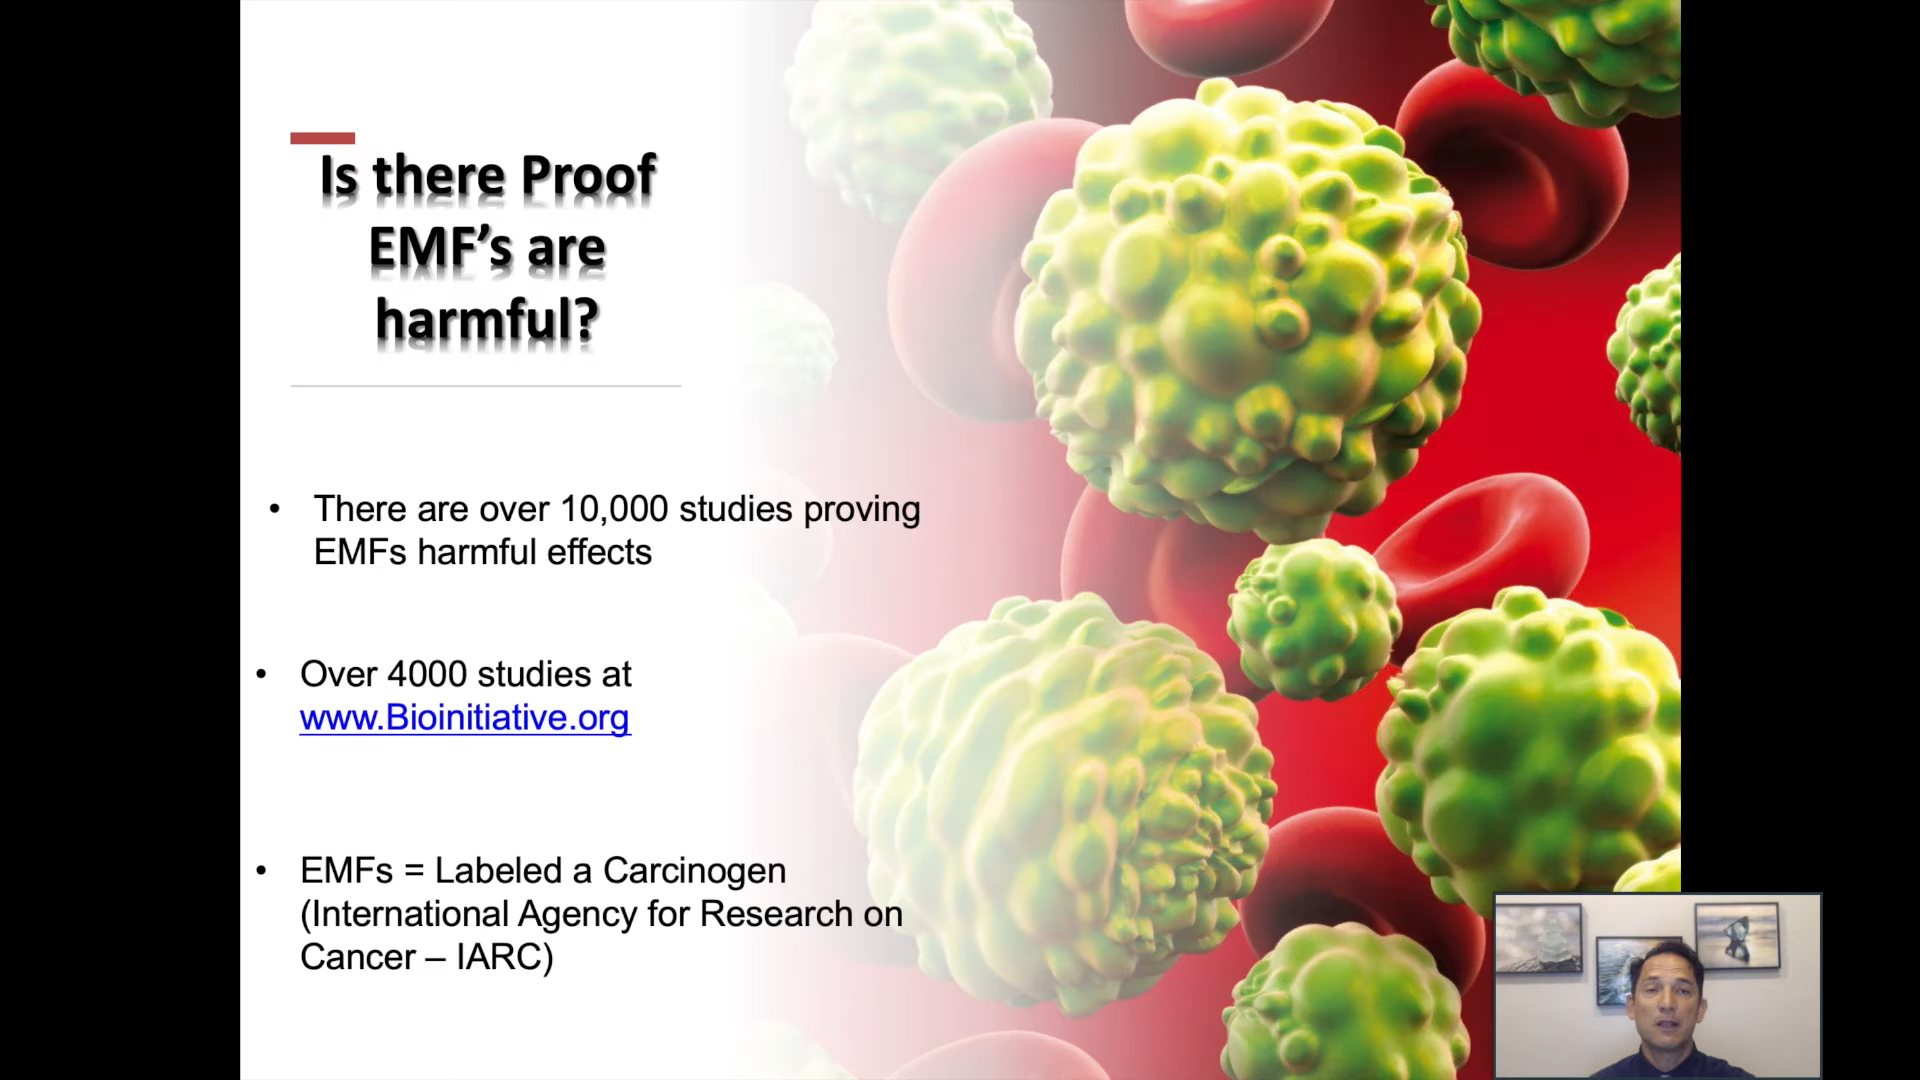 Is there Proof
EMF’s are
harmful?
• There are over 10,000 studies proving
EMFs harmful effects
• Over 4000 studies at
www.Bioinitiative.org
• EMFs = Labeled a Carcinogen
(International Agency for Research on
Cancer – IARC)